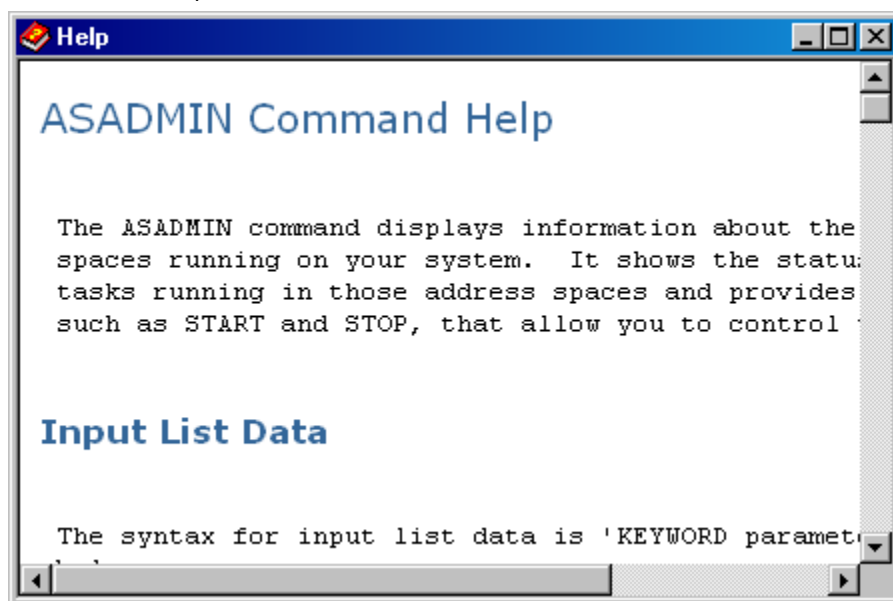 Help
ASADMIN Command Help
The ASADMIN command displays information about the
spaces running on your system.  It shows the
tasks running in those address spaces and provides
such as START and STOP, that allow you to control
Input List Data
The syntax for input list data is 'KEYWORD